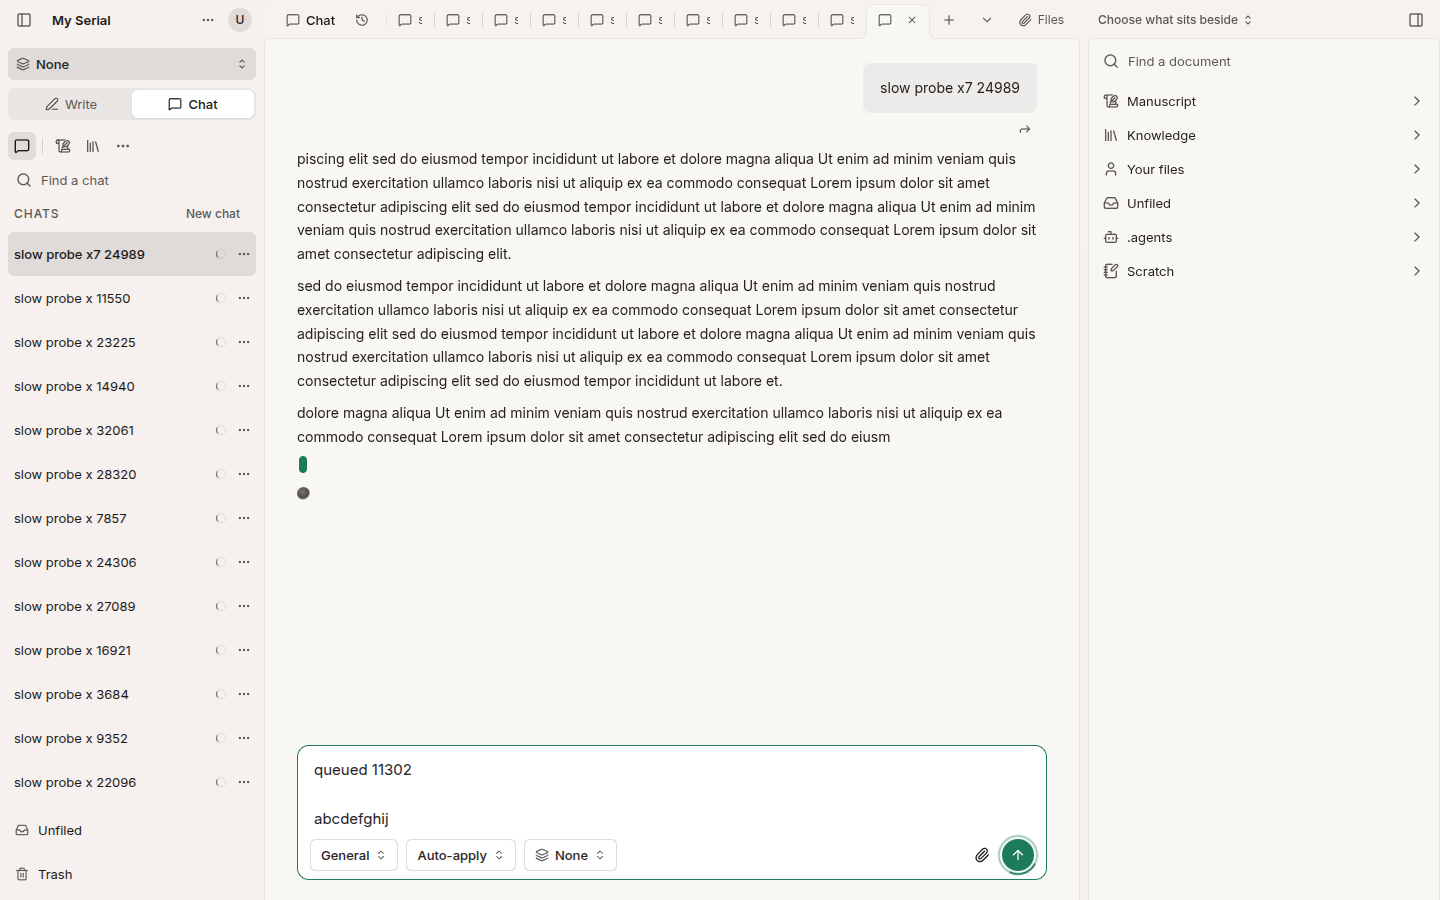 My Serial
U
None
Write
Chat
Find a chat
CHATS
New chat
slow probe x7 24989
slow probe x 11550
slow probe x 23225
slow probe x 14940
slow probe x 32061
slow probe x 28320
slow probe x 7857
slow probe x 24306
slow probe x 27089
slow probe x 16921
slow probe x 3684
slow probe x 9352
slow probe x 22096
Unfiled
Trash
Chat
Files
slow probe x7 24989
piscing elit sed do eiusmod tempor incididunt ut labore et dolore magna aliqua Ut enim ad minim veniam quis
nostrud exercitation ullamco laboris nisi ut aliquip ex ea commodo consequat Lorem ipsum dolor sit amet
consectetur adipiscing elit sed do eiusmod tempor incididunt ut labore et dolore magna aliqua Ut enim ad minim
veniam quis nostrud exercitation ullamco laboris nisi ut aliquip ex ea commodo consequat Lorem ipsum dolor sit
amet consectetur adipiscing elit.
sed do eiusmod tempor incididunt ut labore et dolore magna aliqua Ut enim ad minim veniam quis nostrud
exercitation ullamco laboris nisi ut aliquip ex ea commodo consequat Lorem ipsum dolor sit amet consectetur
adipiscing elit sed do eiusmod tempor incididunt ut labore et dolore magna aliqua Ut enim ad minim veniam quis
nostrud exercitation ullamco laboris nisi ut aliquip ex ea commodo consequat Lorem ipsum dolor sit amet
consectetur adipiscing elit sed do eiusmod tempor incididunt ut labore et.
dolore magna aliqua Ut enim ad minim veniam quis nostrud exercitation ullamco laboris nisi ut aliquip ex ea
commodo consequat Lorem ipsum dolor sit amet consectetur adipiscing elit sed do eiusm
queued 11302
abcdefghij
General
Auto-apply
None
Choose what sits beside
Find a document
Manuscript
Knowledge
Your files
Unfiled
.agents
Scratch